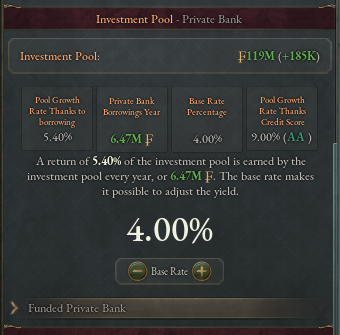 Investment Pool - Private Bank
Investment Pool: ₣119M (+185K)
Pool Growth Rate Thanks to borrowing
5.40%
Private Bank Borrowings Year
6.47M ₣
Base Rate Percentage
4.00%
Pool Growth Rate Thanks Credit Score
9.00% (AA )
A return of 5.40% of the investment pool is earned by the
investment pool every year, or 6.47M ₣. The base rate makes
it possible to adjust the yield.
4.00%
Base Rate
Funded Private Bank